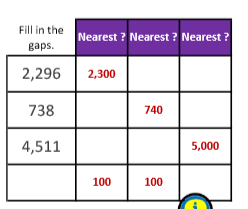 Fill in the gaps. Nearest ? Nearest ? Nearest ?
2,296 2,300
738 740
4,511 5,000
100 100
i